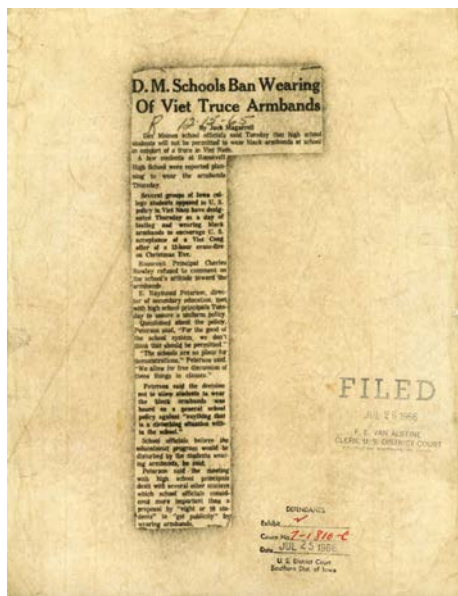 D. M. Schools Ban Wearing
Of Viet Truce Armbands
R 12-15-65
By Jack Magarrell
Des Moines school officials said Tuesday that high school
students will not be permitted to wear black armbands at school
in support of a truce in Viet Nam.
A few students at Roosevelt
High School were reported plan-
ning to wear the armbands
Thursday.
Several groups of Iowa col-
lege students opposed to U. S.
policy in Viet Nam have desig-
nated Thursday as a day of
fasting and wearing black
armbands to encourage U. S.
acceptance of a Viet Cong
offer of a 12-hour cease-fire
on Christmas Eve.
Roosevelt Principal Charles
Rowley refused to comment on
the school's attitude toward the
armbands.
E. Raymond Peterson, direc-
tor of secondary education, met
with high school principals Tues-
day to assure a uniform policy.
Questioned about the policy,
Peterson said, "For the good of
the school system, we don't
think this should be permitted."
"The schools are no place for
demonstrations," Peterson said.
"We allow for free discussion of
these things in classes."
Peterson said the decision
not to allow students to wear
the black armbands was
based on a general school
policy against "anything that
is a disturbing situation with-
in the school."
School officials believe the
educational program would be
disturbed by the students wear-
ing armbands, he said.
Peterson said the meeting
with high school principals
dealt with several other matters
which school officials consid-
ered more important than a
proposal by "eight or 10 stu-
dents" to "get publicity" by
wearing armbands.
FILED
JUL 25 1966
F. E. VAN ALSTINE
CLERK, U. S. DISTRICT COURT
DEFENDANTS
Exhibit
Cause No. 7-1810-C
Date JUL 25 1966
U. S. District Court
Southern Dist. of Iowa